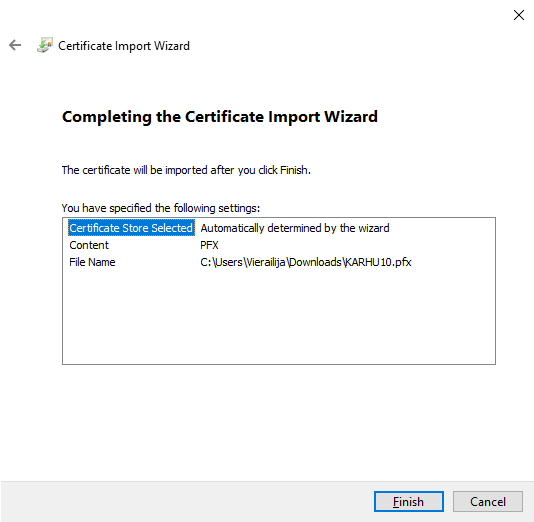 Certificate Import Wizard
Completing the Certificate Import Wizard
The certificate will be imported after you click Finish.
You have specified the following settings:
Certificate Store Selected Automatically determined by the wizard
Content PFX
File Name C:\Users\Vierailija\Downloads\KARHU10.pfx
Finish Cancel